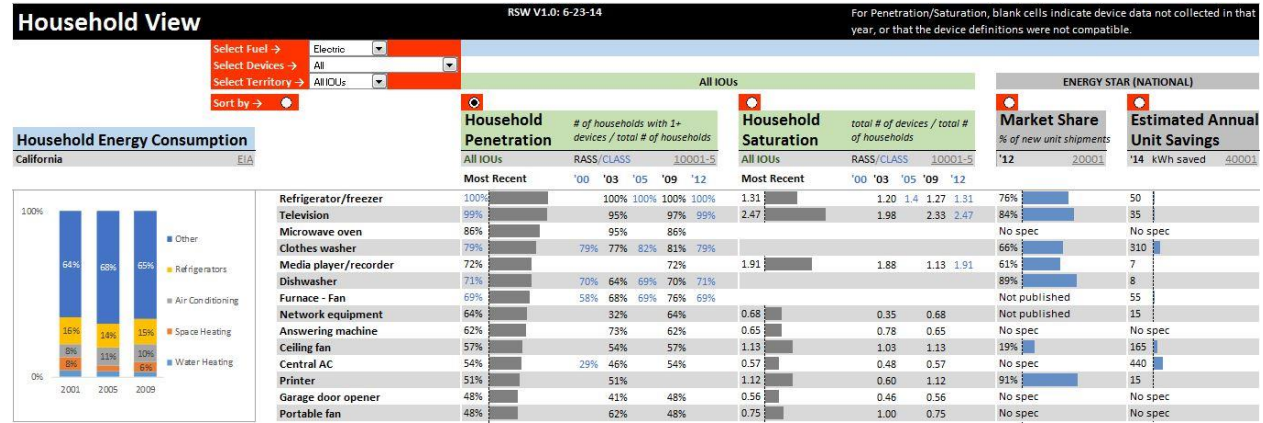 Household View
RSW V1.0: 6-23-14
For Penetration/Saturation, blank cells indicate device data not collected in that
year, or that the device definitions were not compatible.
Select Fuel → Electric
Select Devices → All
Select Territory → All IOUs
Sort by →
All IOUs
ENERGY STAR (NATIONAL)
Household Energy Consumption
Household Penetration # of households with 1+ devices / total # of households
Household Saturation total # of devices / total # of households
Market Share % of new unit shipments
Estimated Annual Unit Savings
California EIA All IOUs RASS/CLASS 10001-5 All IOUs RASS/CLASS 10001-5 '12 20001 '14 kWh saved 40001
Most Recent '00 '03 '05 '09 '12 Most Recent '00 '03 '05 '09 '12
Refrigerator/freezer 100% 100% 100% 100% 100% 1.31 1.20 1.4 1.27 1.31 76% 50
Television 99% 95% 97% 99% 2.47 1.98 2.33 2.47 84% 35
Microwave oven 86% 95% 86% No spec No spec
Clothes washer 79% 79% 77% 82% 81% 79% 66% 310
Media player/recorder 72% 72% 1.91 1.88 1.13 1.91 61% 7
Dishwasher 71% 70% 64% 69% 70% 71% 89% 8
Furnace - Fan 69% 58% 68% 69% 76% 69% Not published 55
Network equipment 64% 32% 64% 0.68 0.35 0.68 Not published 15
Answering machine 62% 73% 62% 0.65 0.78 0.65 No spec No spec
Ceiling fan 57% 54% 57% 1.13 1.03 1.13 19% 165
Central AC 54% 29% 46% 54% 0.57 0.48 0.57 No spec 440
Printer 51% 51% 1.12 0.60 1.12 91% 15
Garage door opener 48% 41% 48% 0.56 0.46 0.56 No spec No spec
Portable fan 48% 62% 48% 0.75 1.00 0.75 No spec No spec
100%
64% 68% 65%
16% 14% 15%
8% 11% 10%
8% 6%
0%
2001 2005 2009
Other
Refrigerators
Air Conditioning
Space Heating
Water Heating